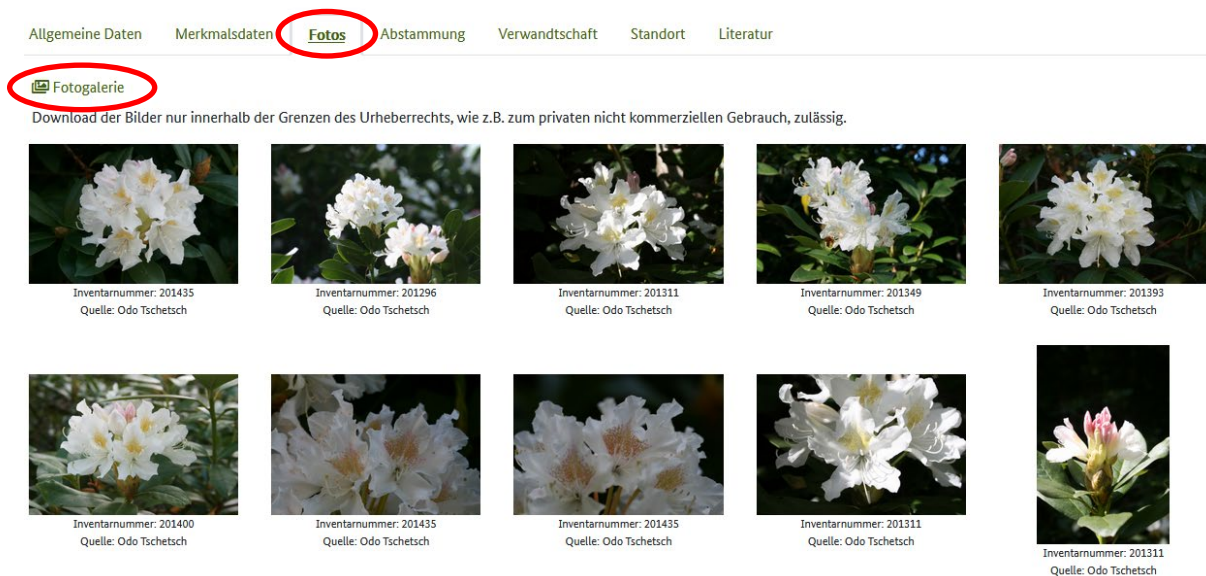 Allgemeine Daten Merkmalsdaten Fotos Abstammung Verwandtschaft Standort Literatur
Fotogalerie
Download der Bilder nur innerhalb der Grenzen des Urheberrechts, wie z.B. zum privaten nicht kommerziellen Gebrauch, zulässig.
Inventarnummer: 201435 Inventarnummer: 201296 Inventarnummer: 201311 Inventarnummer: 201349 Inventarnummer: 201393
Quelle: Odo Tschetsch Quelle: Odo Tschetsch Quelle: Odo Tschetsch Quelle: Odo Tschetsch Quelle: Odo Tschetsch
Inventarnummer: 201400 Inventarnummer: 201435 Inventarnummer: 201435 Inventarnummer: 201311
Quelle: Odo Tschetsch Quelle: Odo Tschetsch Quelle: Odo Tschetsch Quelle: Odo Tschetsch
Inventarnummer: 201311
Quelle: Odo Tschetsch